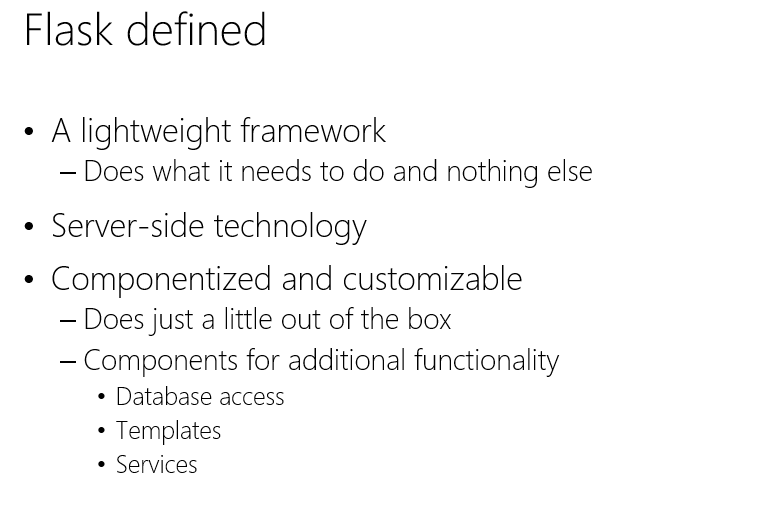 Flask defined
• A lightweight framework
– Does what it needs to do and nothing else
• Server-side technology
• Componentized and customizable
– Does just a little out of the box
– Components for additional functionality
• Database access
• Templates
• Services